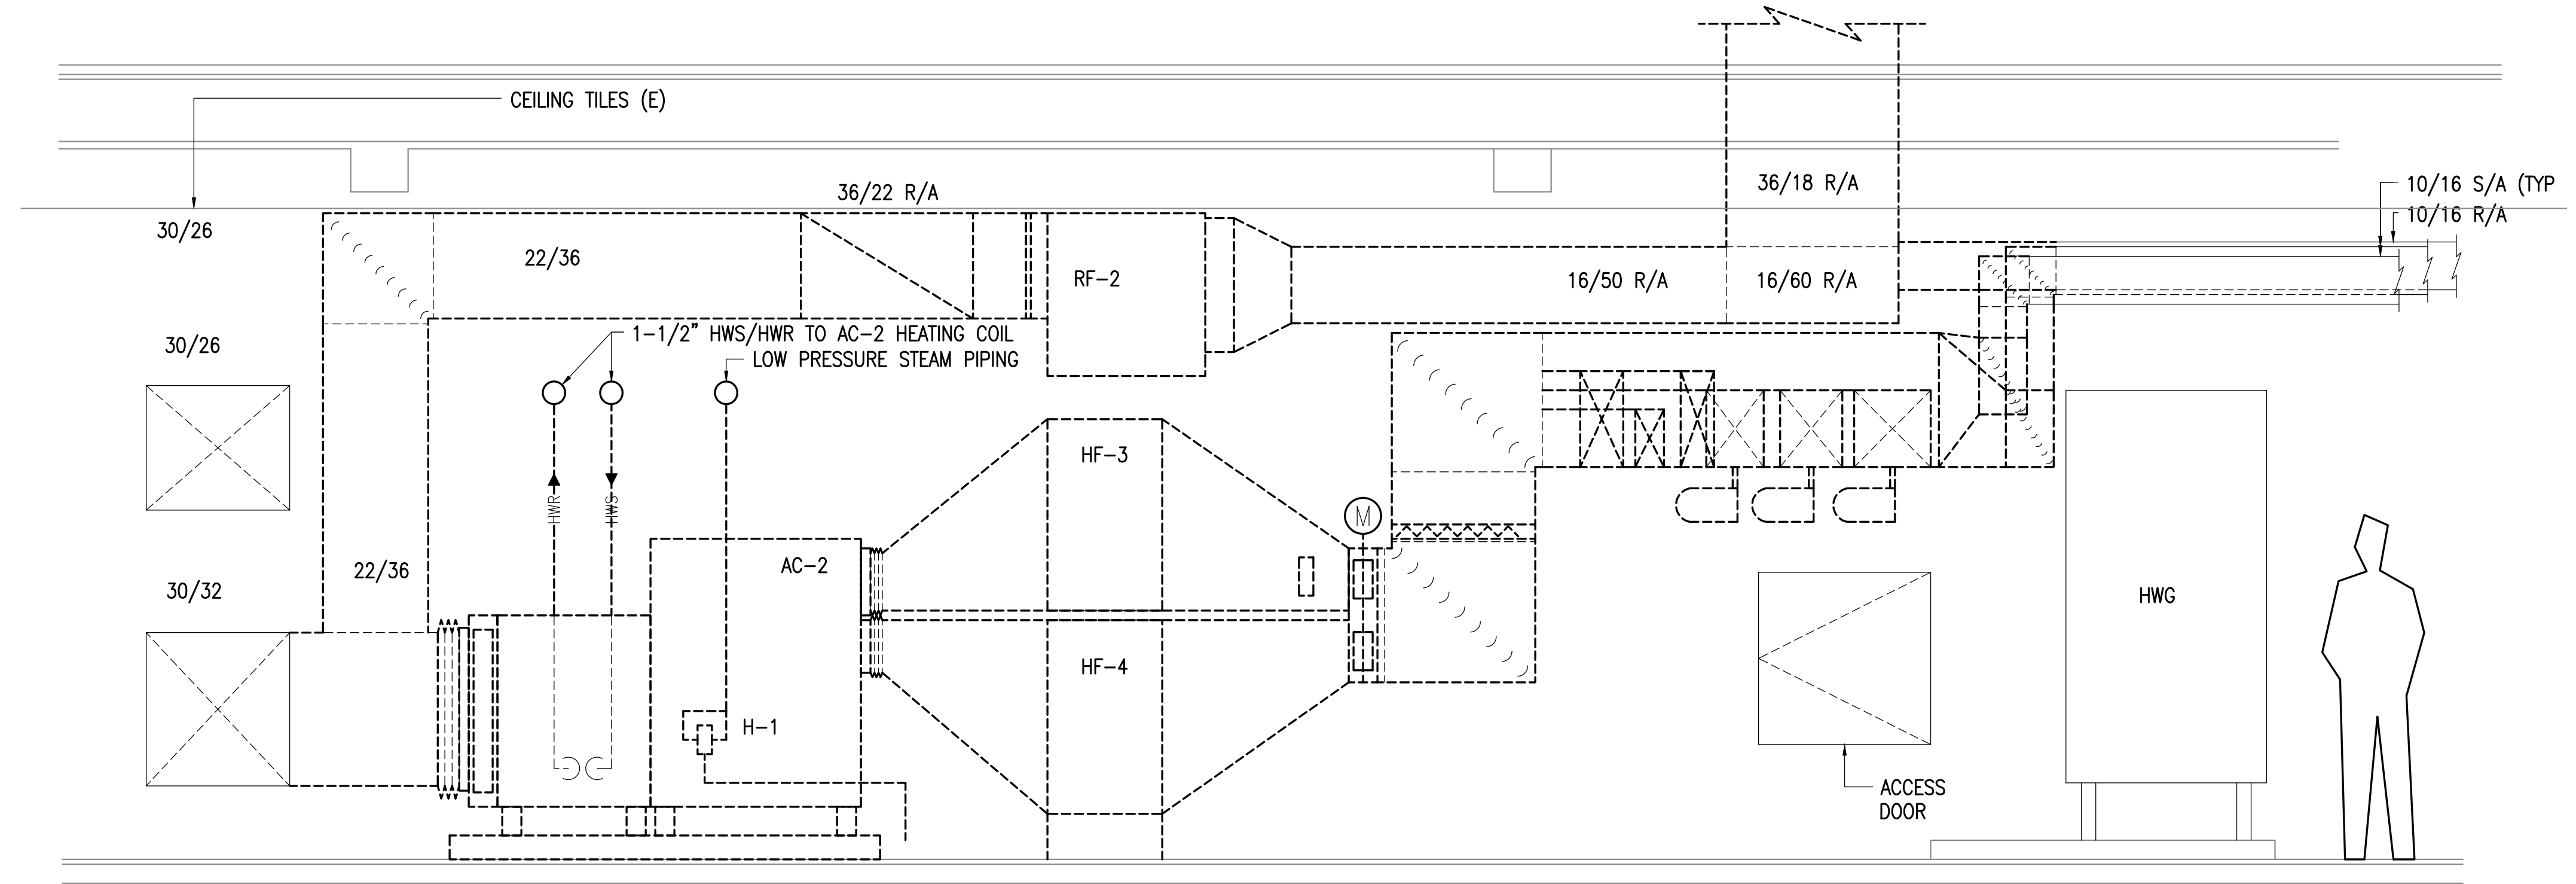 CEILING TILES (E)
36/22 R/A
36/18 R/A
10/16 S/A (TYP
10/16 R/A
30/26
22/36
RF-2
16/50 R/A
16/60 R/A
1-1/2" HWS/HWR TO AC-2 HEATING COIL
LOW PRESSURE STEAM PIPING
30/26
HF-3
HWR
HWS
M
AC-2
22/36
30/32
HWG
HF-4
H-1
ACCESS
DOOR